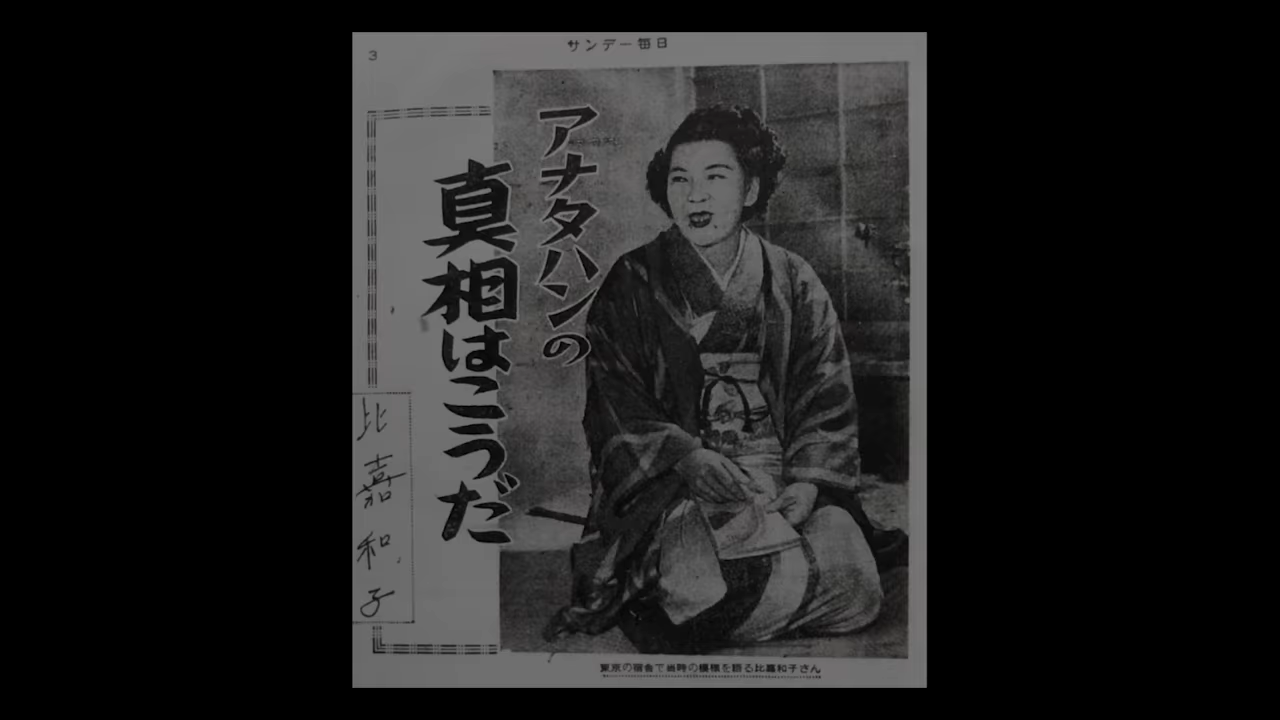 サンデー毎日
3
アナタハンの
真相はこうだ
比嘉和子
東京の宿舎で当時の模様を語る比嘉和子さん